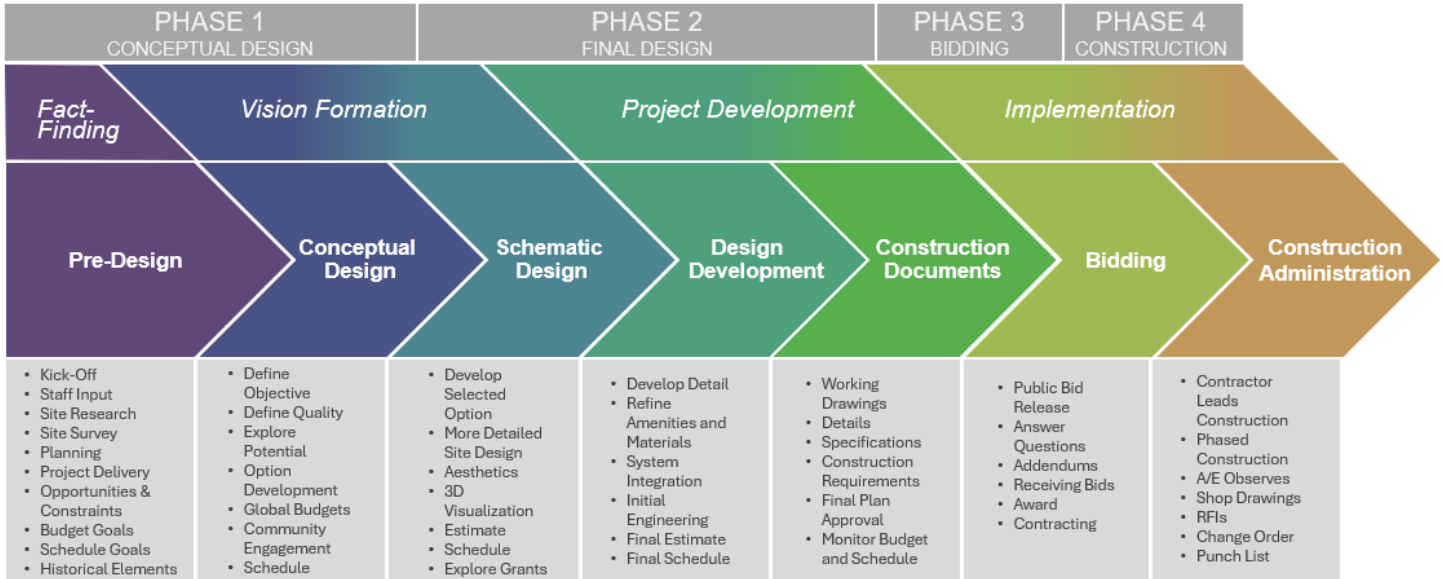 PHASE 1
CONCEPTUAL DESIGN
PHASE 2
FINAL DESIGN
PHASE 3
BIDDING
PHASE 4
CONSTRUCTION
Fact-
Finding
Vision Formation
Project Development
Implementation
Pre-Design
Conceptual
Design
Schematic
Design
Design
Development
Construction
Documents
Bidding
Construction
Administration
• Kick-Off
• Staff Input
• Site Research
• Site Survey
• Planning
• Project Delivery
• Opportunities &
Constraints
• Budget Goals
• Schedule Goals
• Historical Elements
• Define
Objective
• Define Quality
• Explore
Potential
• Option
Development
• Global Budgets
• Community
Engagement
• Schedule
• Develop
Selected
Option
• More Detailed
Site Design
• Aesthetics
• 3D
Visualization
• Estimate
• Schedule
• Explore Grants
• Develop Detail
• Refine
Amenities and
Materials
• System
Integration
• Initial
Engineering
• Final Estimate
• Final Schedule
• Working
Drawings
• Details
• Specifications
• Construction
Requirements
• Final Plan
Approval
• Monitor Budget
and Schedule
• Public Bid
Release
• Answer
Questions
• Addendums
• Receiving Bids
• Award
• Contracting
• Contractor
Leads
Construction
• Phased
Construction
• A/E Observes
• Shop Drawings
• RFIs
• Change Order
• Punch List